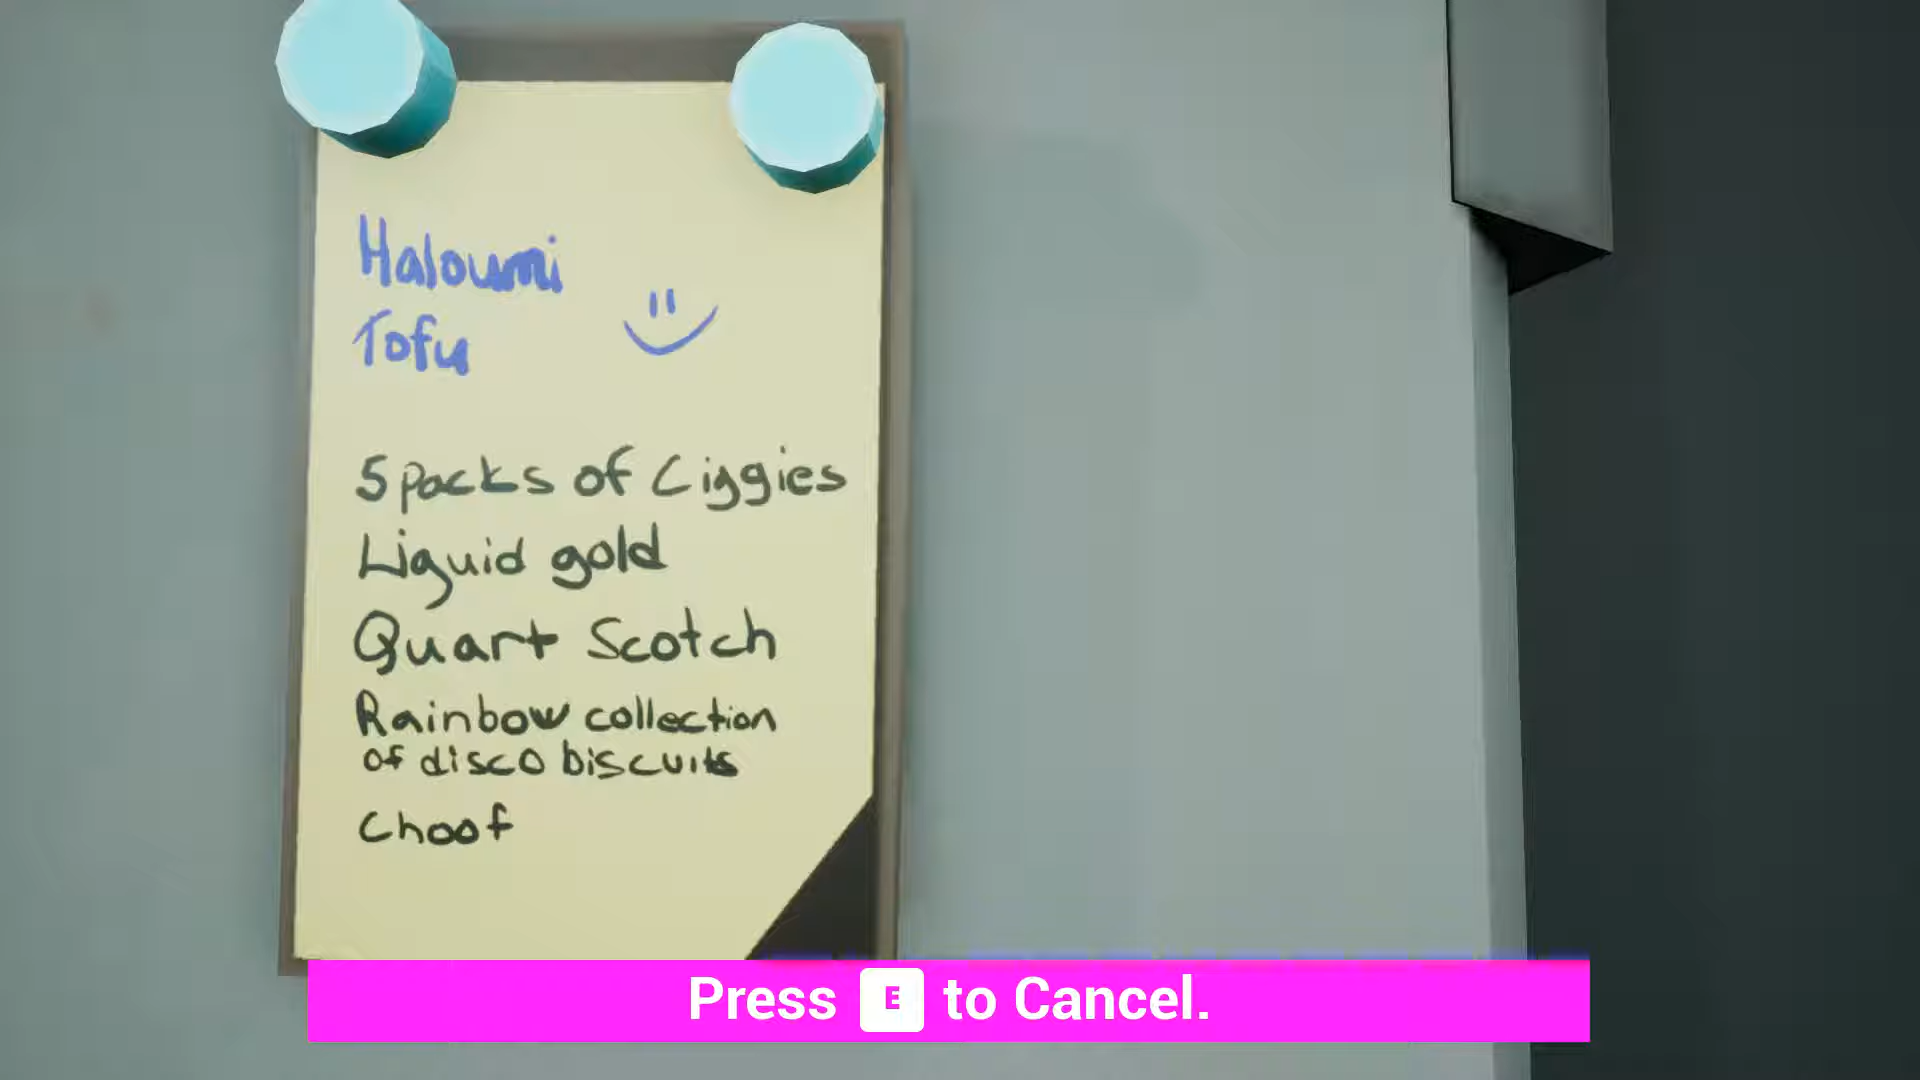 Haloumi
Tofu
5 packs of Ciggies
Liquid gold
Quart Scotch
Rainbow collection
of disco biscuits
Choof
Press E to Cancel.